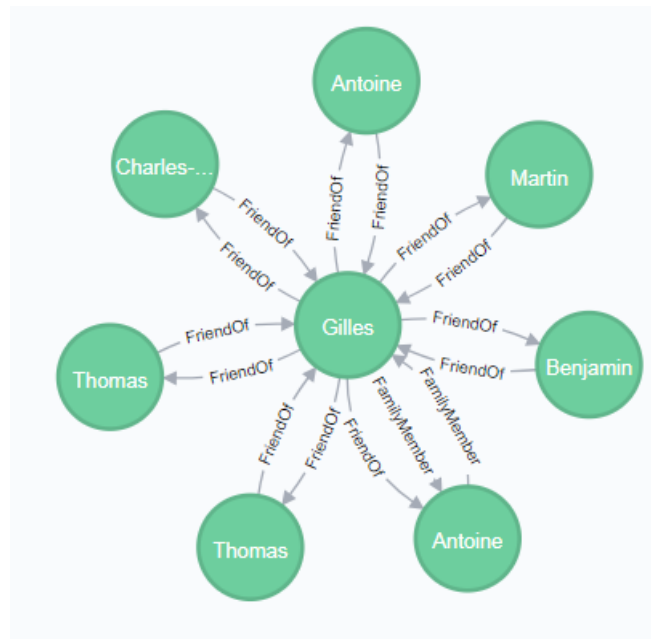 Antoine
Charles-...
Martin
FriendOf
FriendOf
FriendOf
FriendOf
FriendOf
FriendOf
Gilles
FriendOf
FriendOf
FriendOf
FriendOf
Thomas
Benjamin
FriendOf
FriendOf
FriendOf
FamilyMember
FamilyMember
Thomas
Antoine